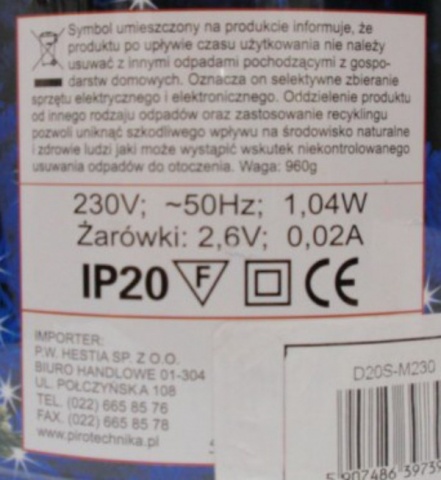 Symbol umieszczony na produkcie informuje, że
produktu po upływie czasu użytkowania nie należy
usuwać z innymi odpadami pochodzącymi z gospo-
darstw domowych. Oznacza on selektywne zbieranie
sprzętu elektrycznego i elektronicznego. Oddzielenie produktu
od innego rodzaju odpadów oraz zastosowanie recyklingu
pozwoli uniknąć szkodliwego wpływu na środowisko naturalne
i zdrowie ludzi jaki może wystąpić wskutek niekontrolowanego
usuwania odpadów do otoczenia. Waga: 960g
230V; ~50Hz; 1,04W
Żarówki: 2,6V; 0,02A
IP20 F CE
IMPORTER:
P.W. HESTIA SP. Z O.O.
BIURO HANDLOWE 01-304
UL. POŁCZYŃSKA 108
TEL. (022) 665 85 76
FAX. (022) 665 08 78
www.pirotechnika.pl
D20S-M230
5 907486 39739